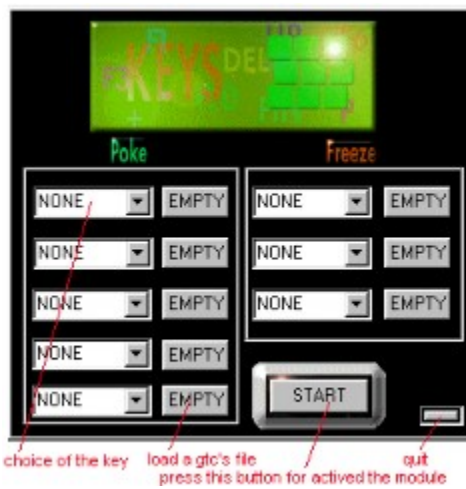 KEYS DEL
Poke Freeze
NONE EMPTY NONE EMPTY
NONE EMPTY NONE EMPTY
NONE EMPTY NONE EMPTY
NONE EMPTY
NONE EMPTY START
choice of the key load a gtc's file quit
press this button for actived the module